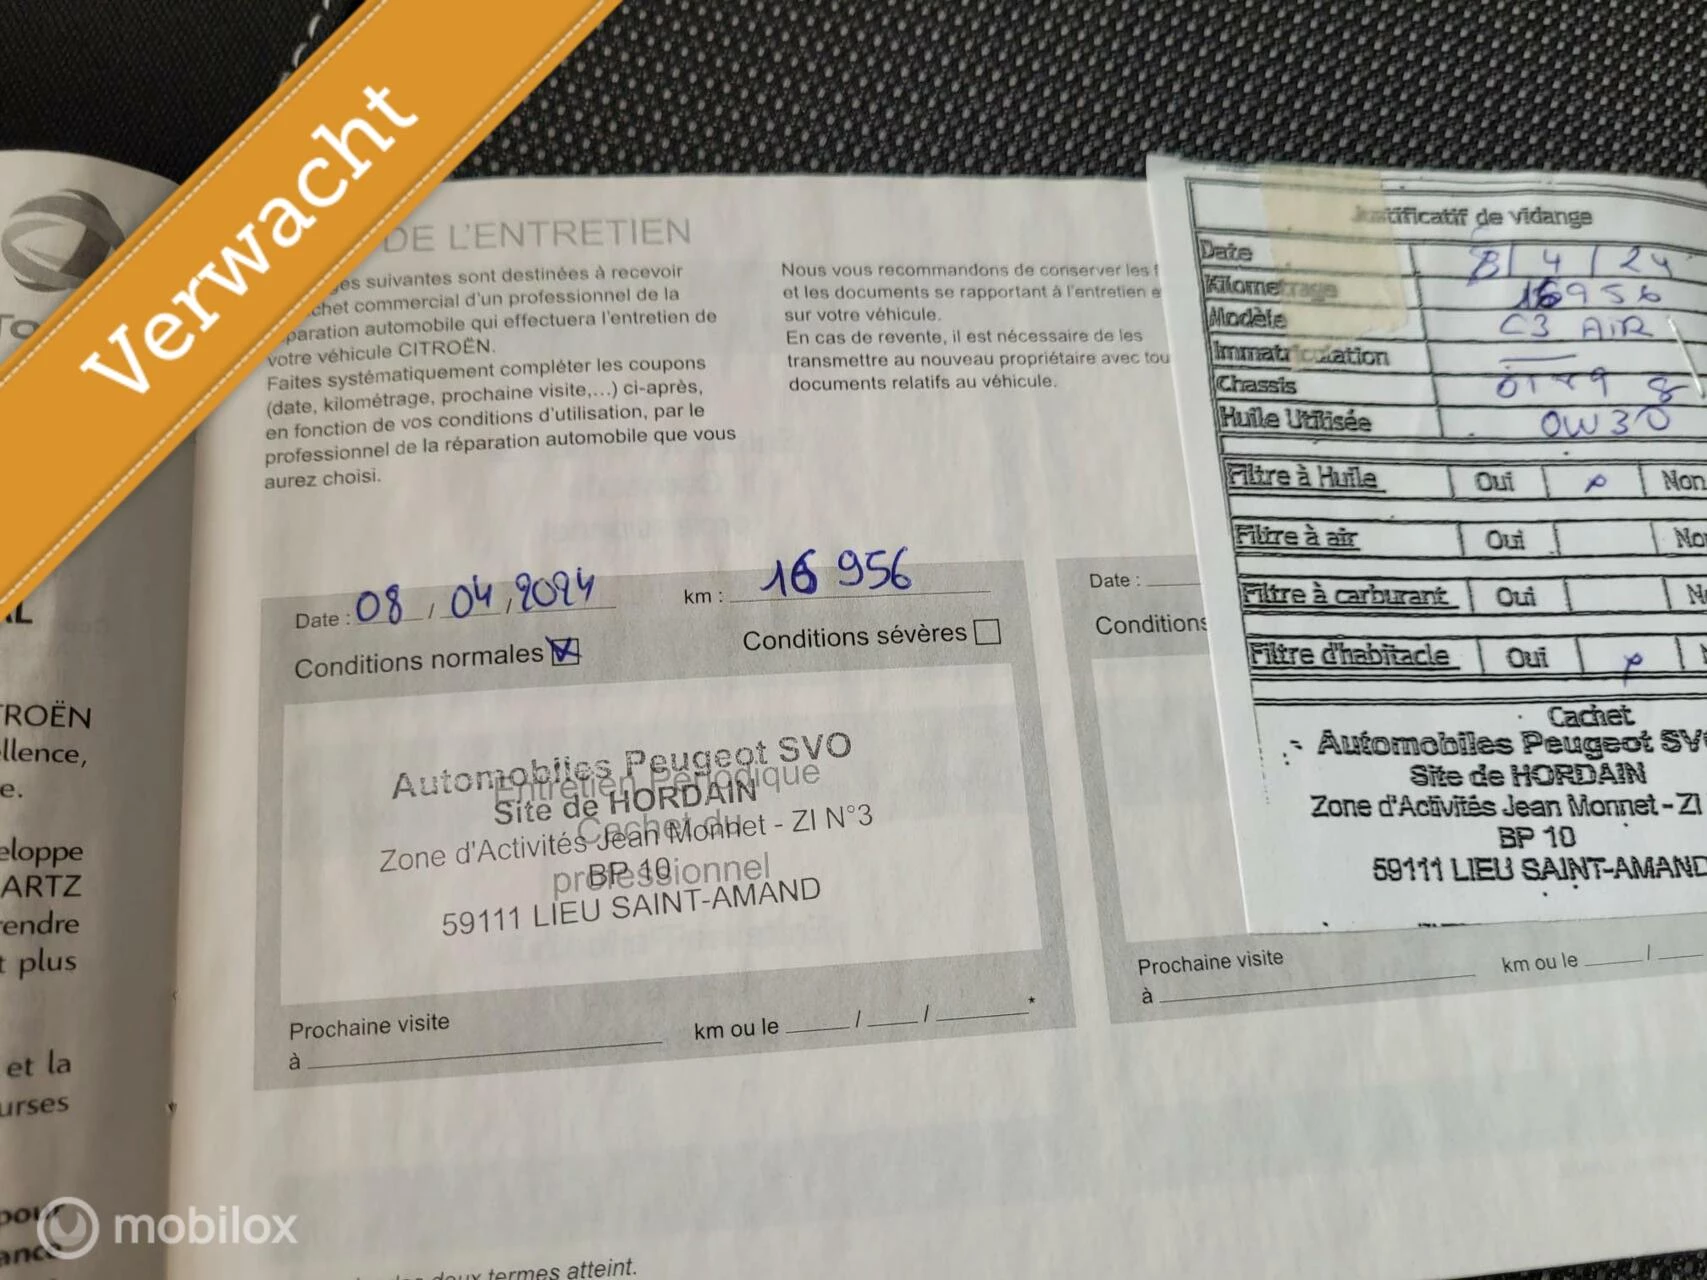 Verwacht
DE L'ENTRETIEN
suivantes sont destinées à recevoir
commercial d'un professionnel de la
automobile qui effectuera l'entretien de
votre véhicule CITROËN.
Faites systématiquement compléter les coupons
(date, kilométrage, prochaine visite,...) ci-après,
en fonction de vos conditions d'utilisation, par le
professionnel de la réparation automobile que vous
aurez choisi.
Nous vous recommandons de conserver les f
et les documents se rapportant à l'entretien e
sur votre véhicule.
En cas de revente, il est nécessaire de les
transmettre au nouveau propriétaire avec tou
documents relatifs au véhicule.
Date : 08 / 04 / 2024 km : 16 956
Conditions normales Conditions sévères
Entretien Périodique
Cachet du
professionnel
Automobiles Peugeot SVO
Site de HORDAIN
Zone d'Activités Jean Monnet - ZI N°3
BP 10
59111 LIEU SAINT-AMAND
Prochaine visite
à km ou le / / *
Date :
Conditions
Prochaine visite
à km ou le /
Justificatif de vidange
Date 8 / 4 / 24
Kilometrage 16956
Modèle C3 AIR
Immatriculation
Chassis
Huile Utilisée 0W30
Filtre à Huile Oui Non
Filtre à air Oui No
Filtre à carburant Oui N
Filtre d'habitacle Oui
Cachet
Automobiles Peugeot SV
Site de HORDAIN
Zone d'Activités Jean Monnet - ZI
BP 10
59111 LIEU SAINT-AMAND
TROËN
ellence,
e.
eloppe
ARTZ
rendre
t plus
et la
urses
pour
ance
deux termes atteint.
mobilox